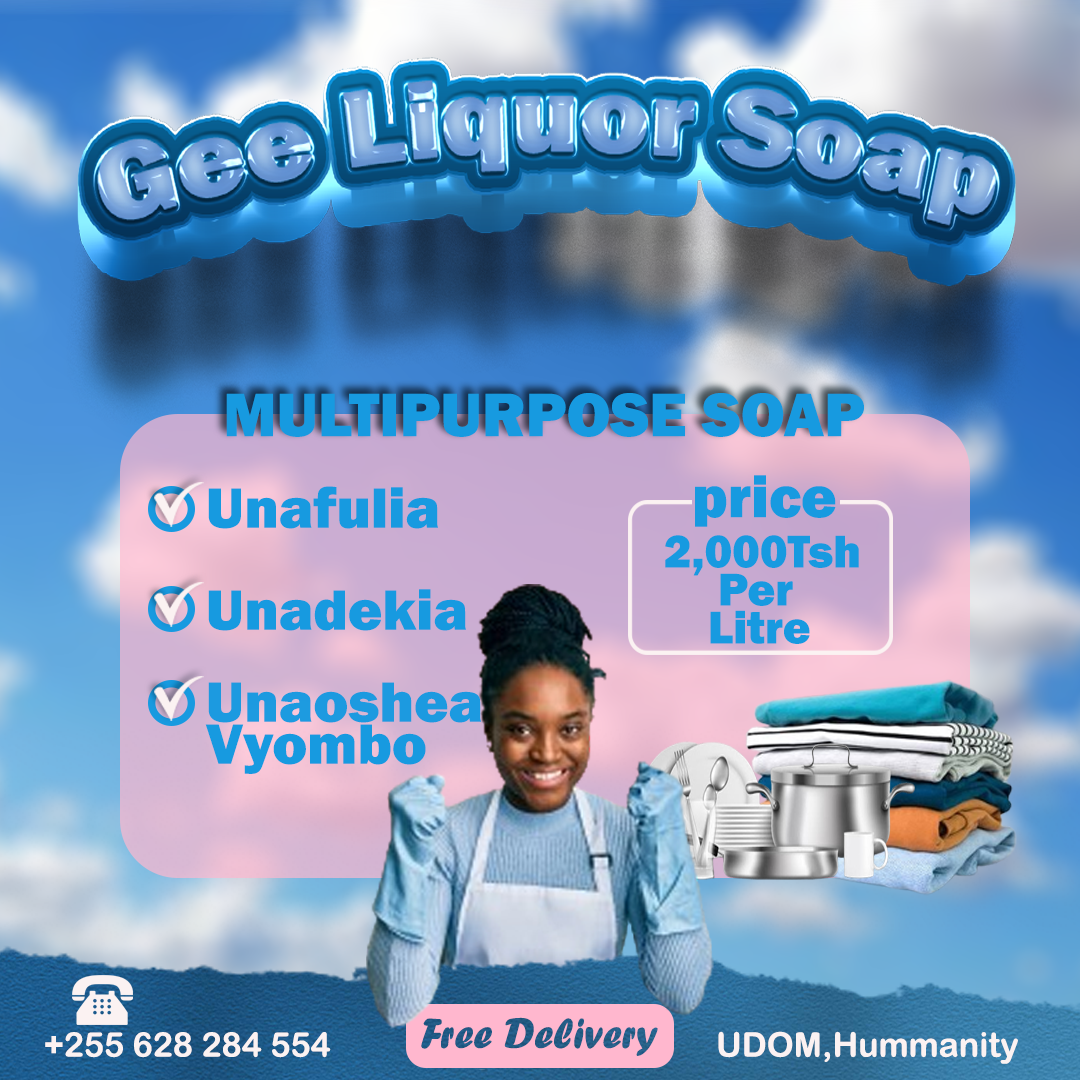 Gee Liquor Soap
MULTIPURPOSE SOAP
Unafulia
Unadekia
Unaoshea
Vyombo
price
2,000Tsh
Per
Litre
+255 628 284 554
Free Delivery
UDOM,Hummanity